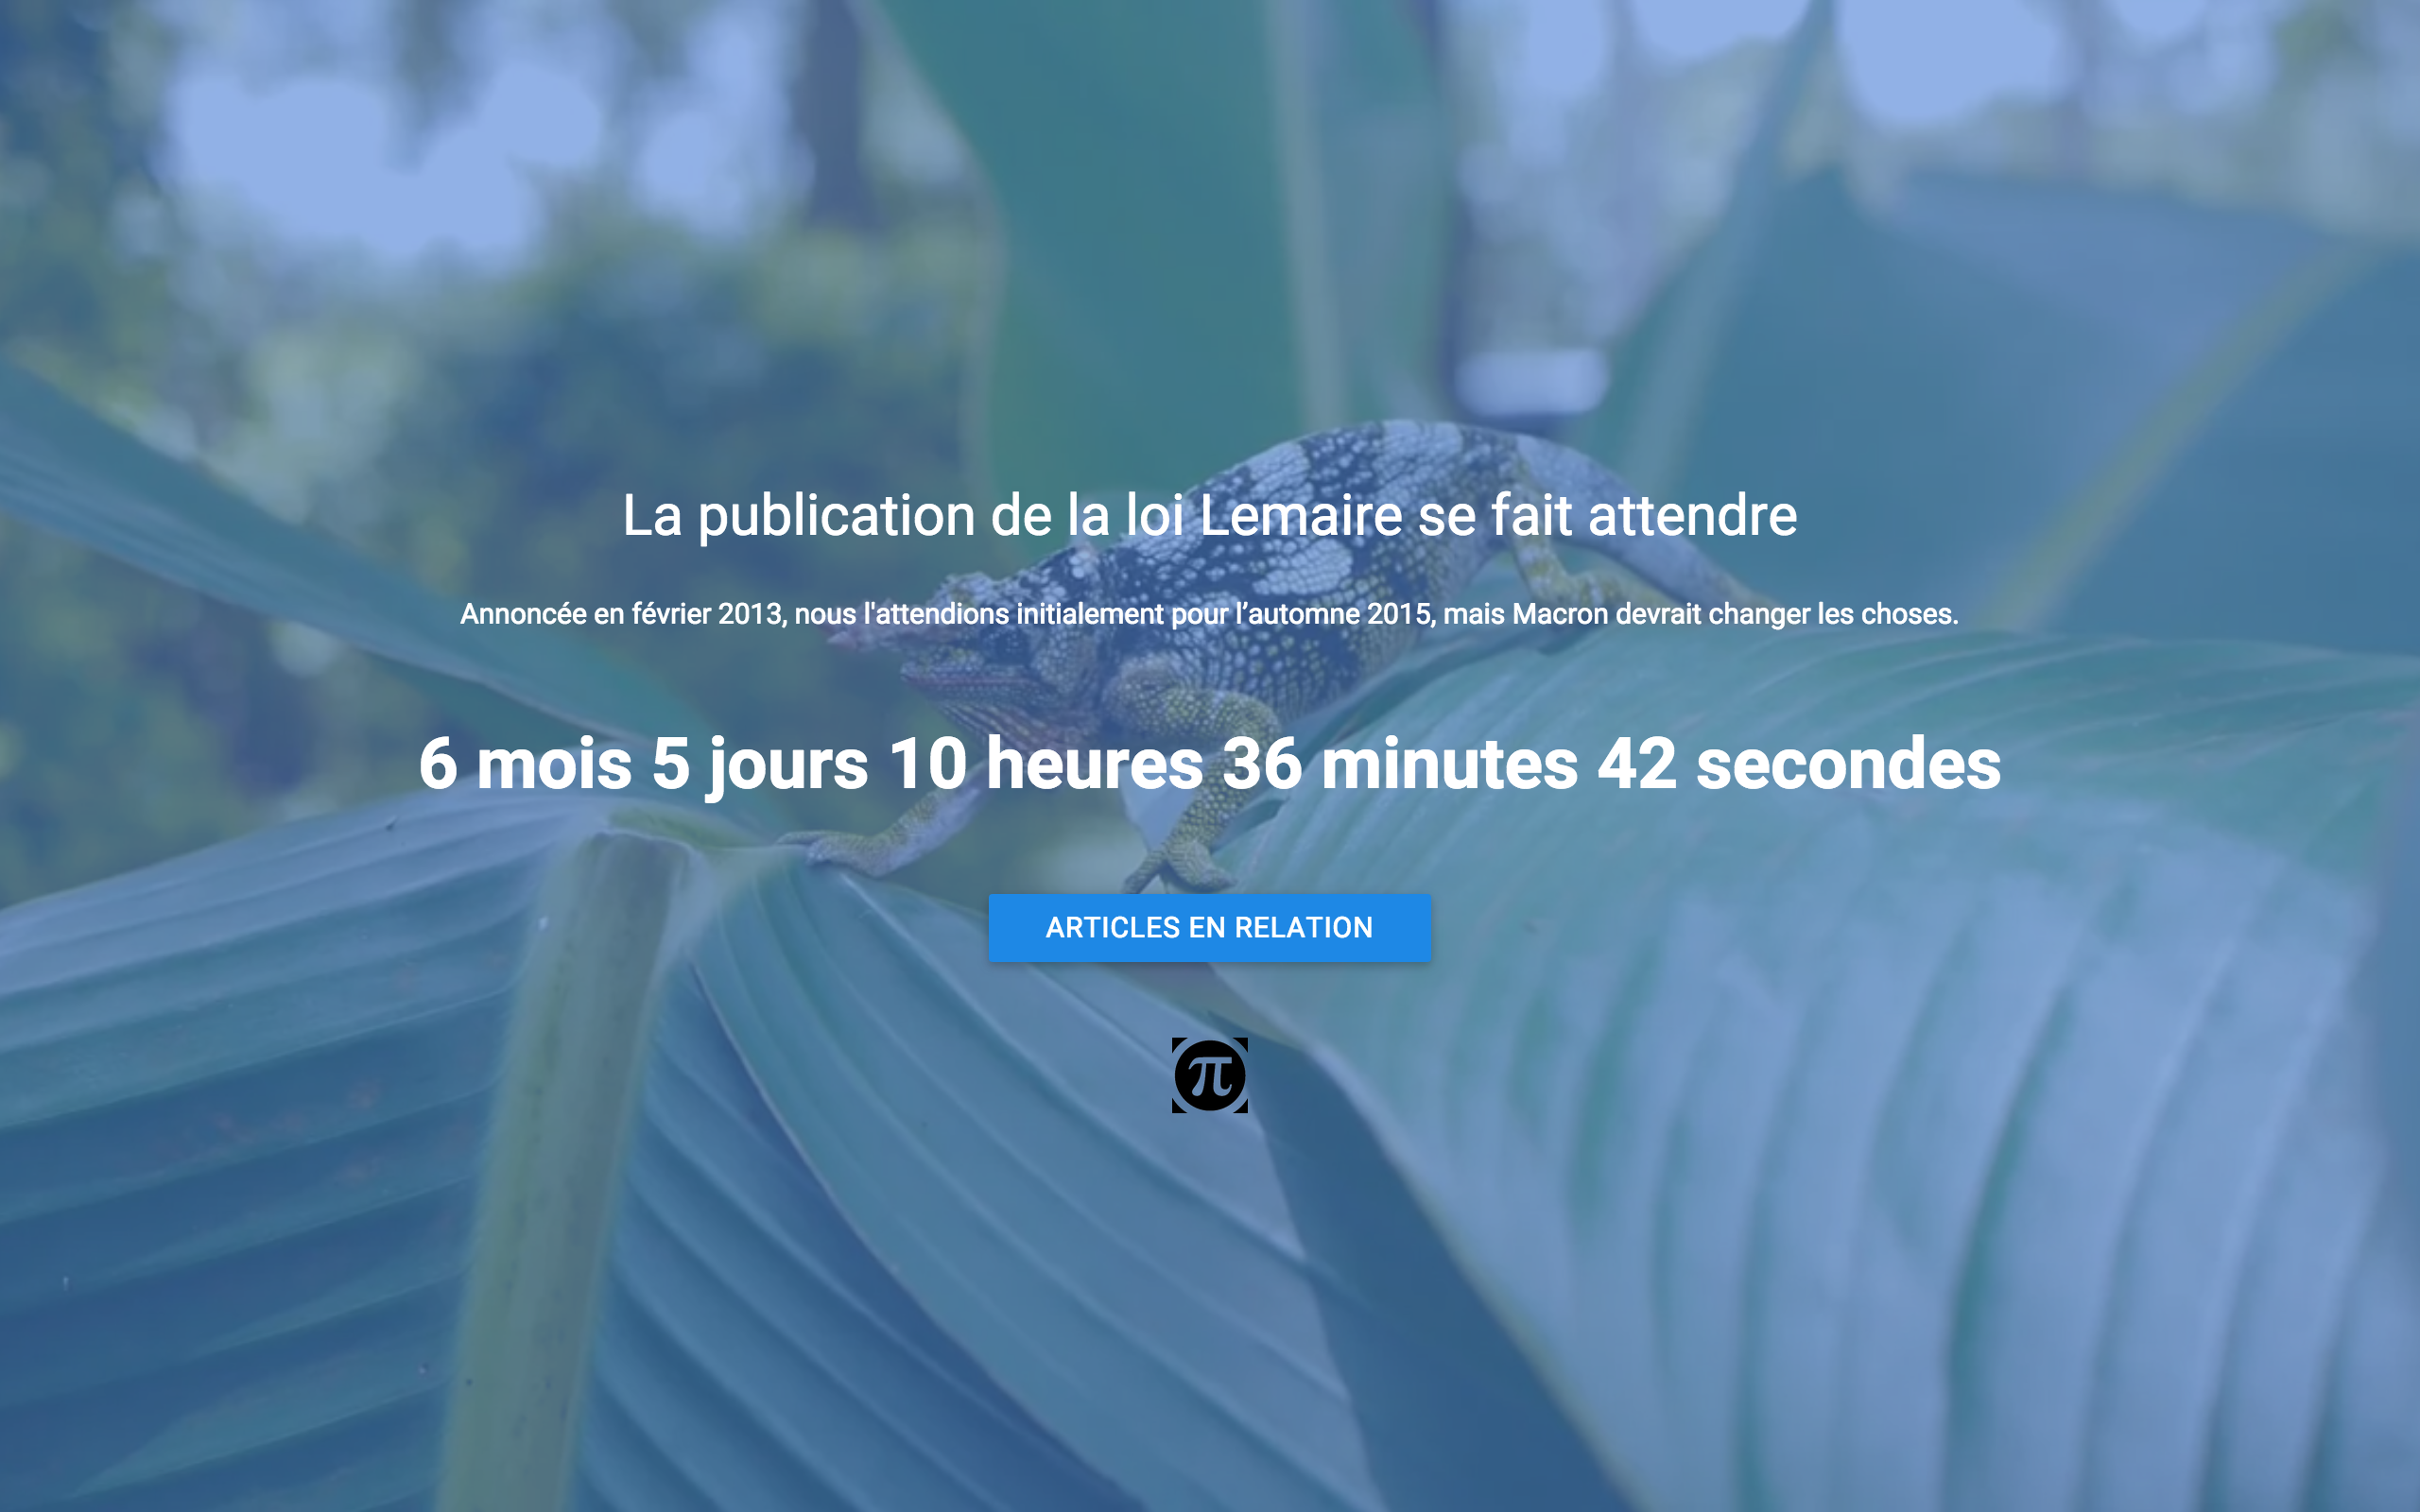 La publication de la loi Lemaire se fait attendre
Annoncée en février 2013, nous l'attendions initialement pour l’automne 2015, mais Macron devrait changer les choses.
6 mois 5 jours 10 heures 36 minutes 42 secondes
ARTICLES EN RELATION
π